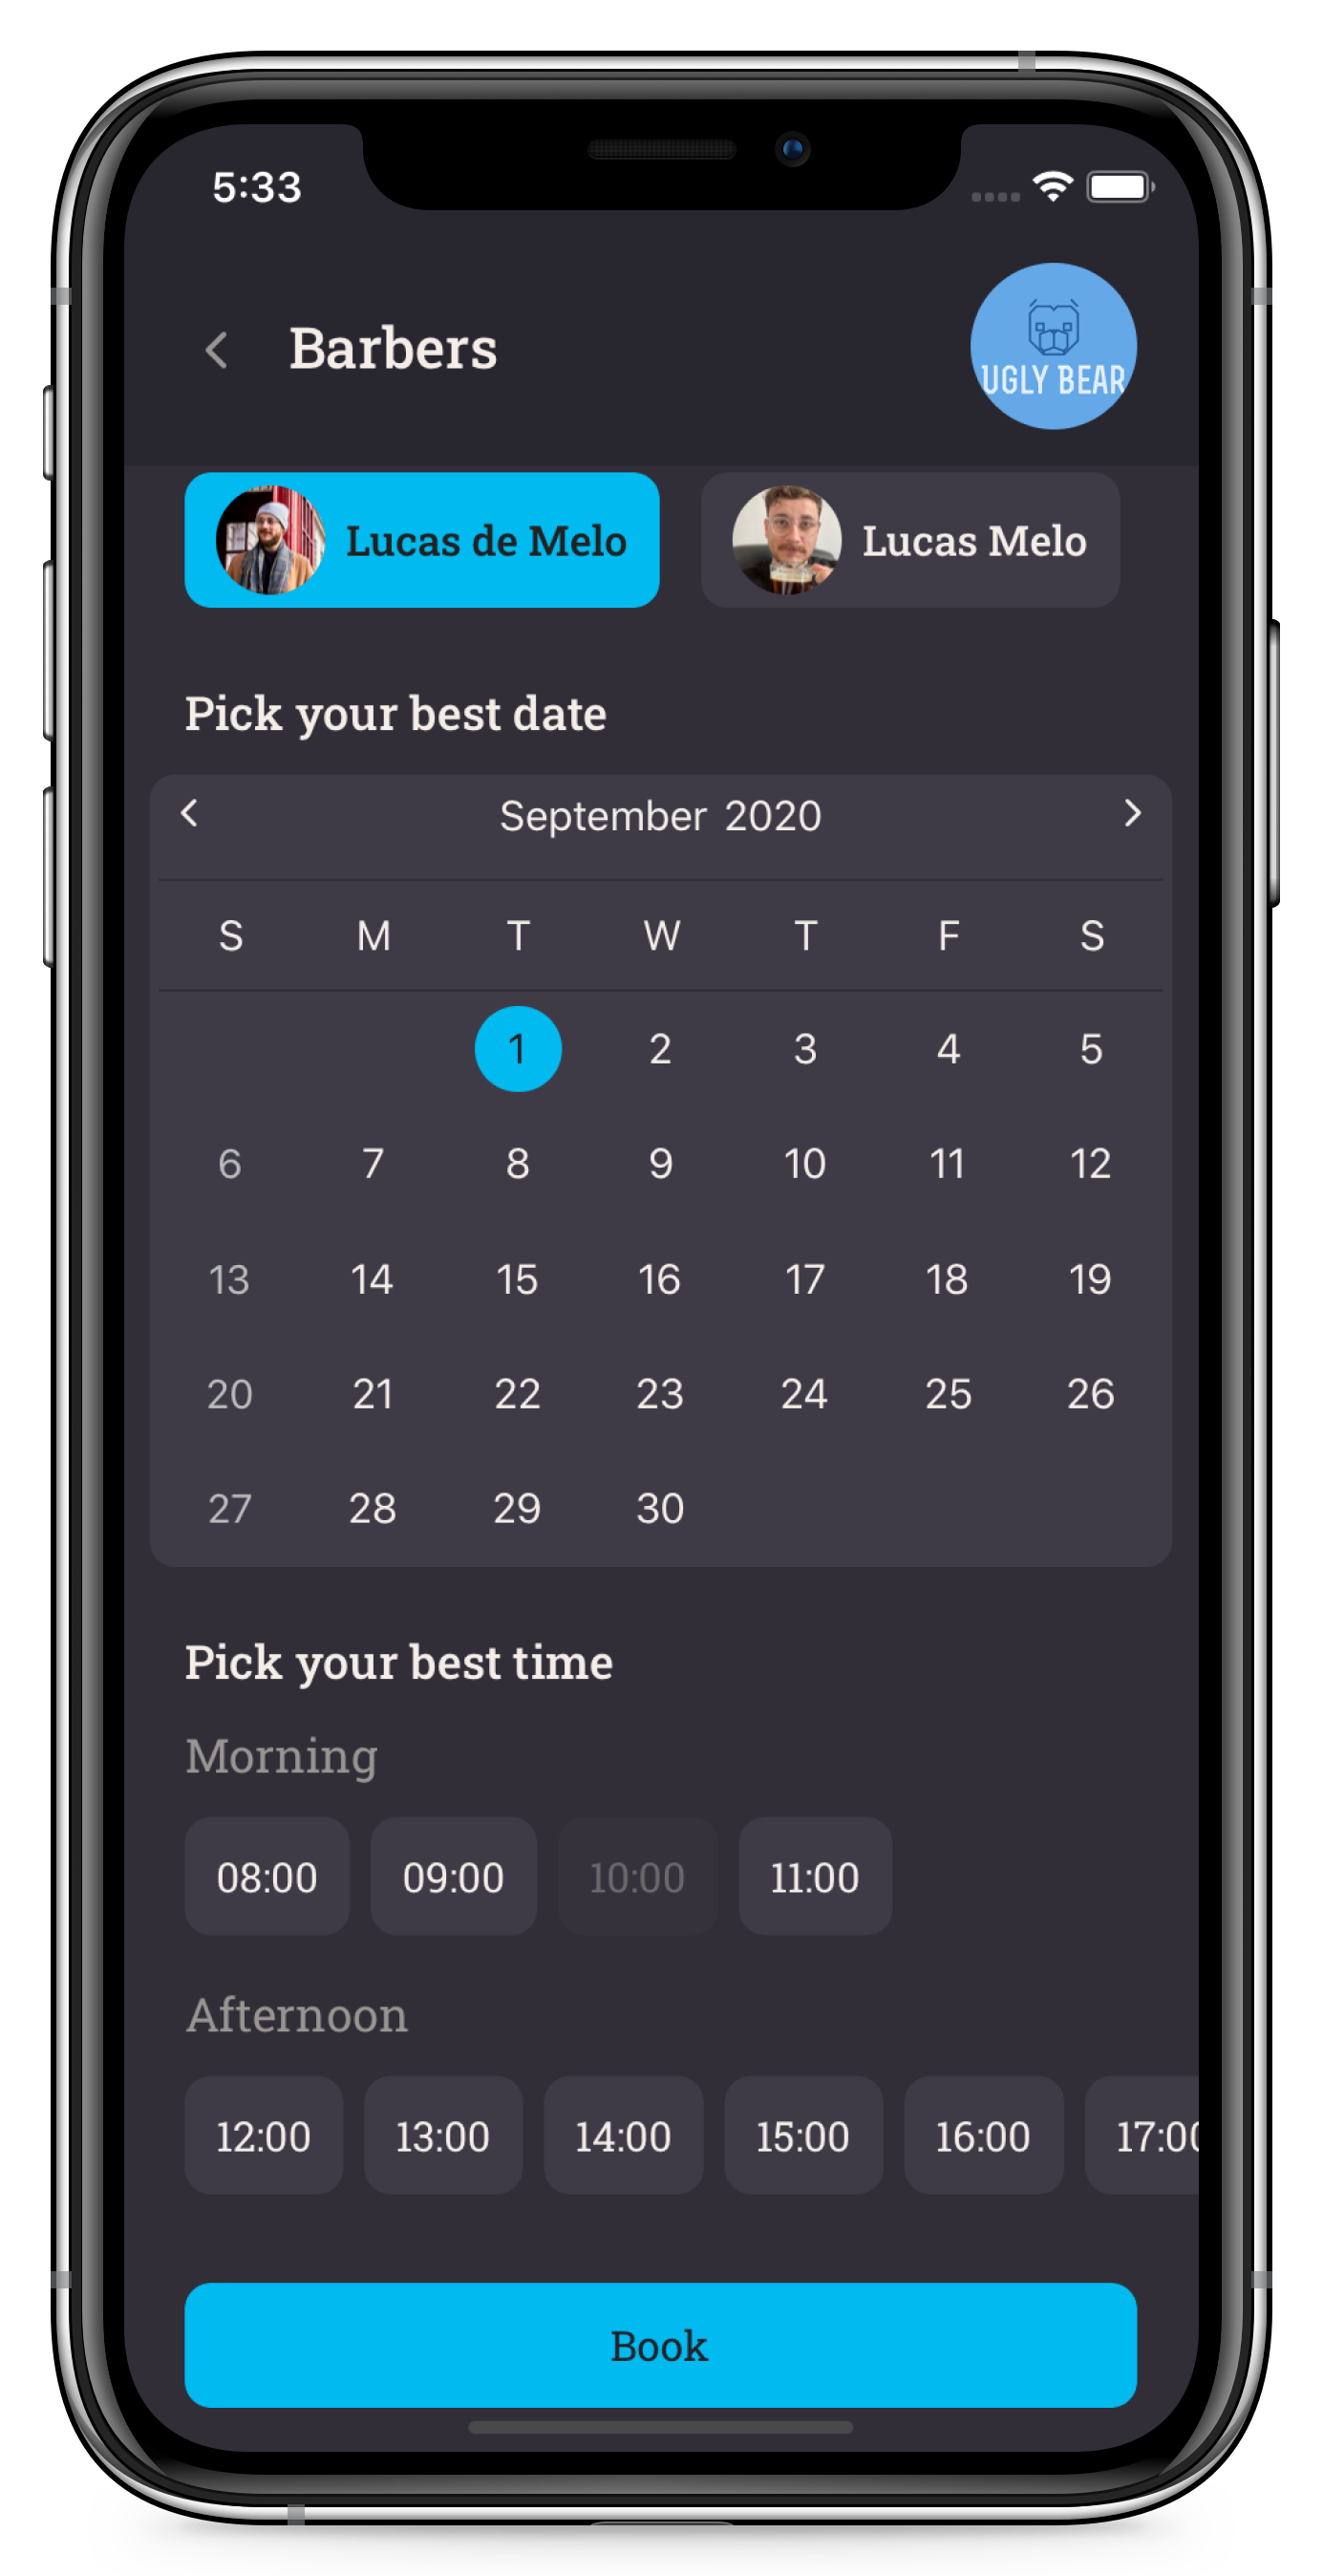 5:33
Barbers
UGLY BEAR
Lucas de Melo Lucas Melo
Pick your best date
September 2020
S M T W T F S
1 2 3 4 5
6 7 8 9 10 11 12
13 14 15 16 17 18 19
20 21 22 23 24 25 26
27 28 29 30
Pick your best time
Morning
08:00 09:00 10:00 11:00
Afternoon
12:00 13:00 14:00 15:00 16:00 17:00
Book